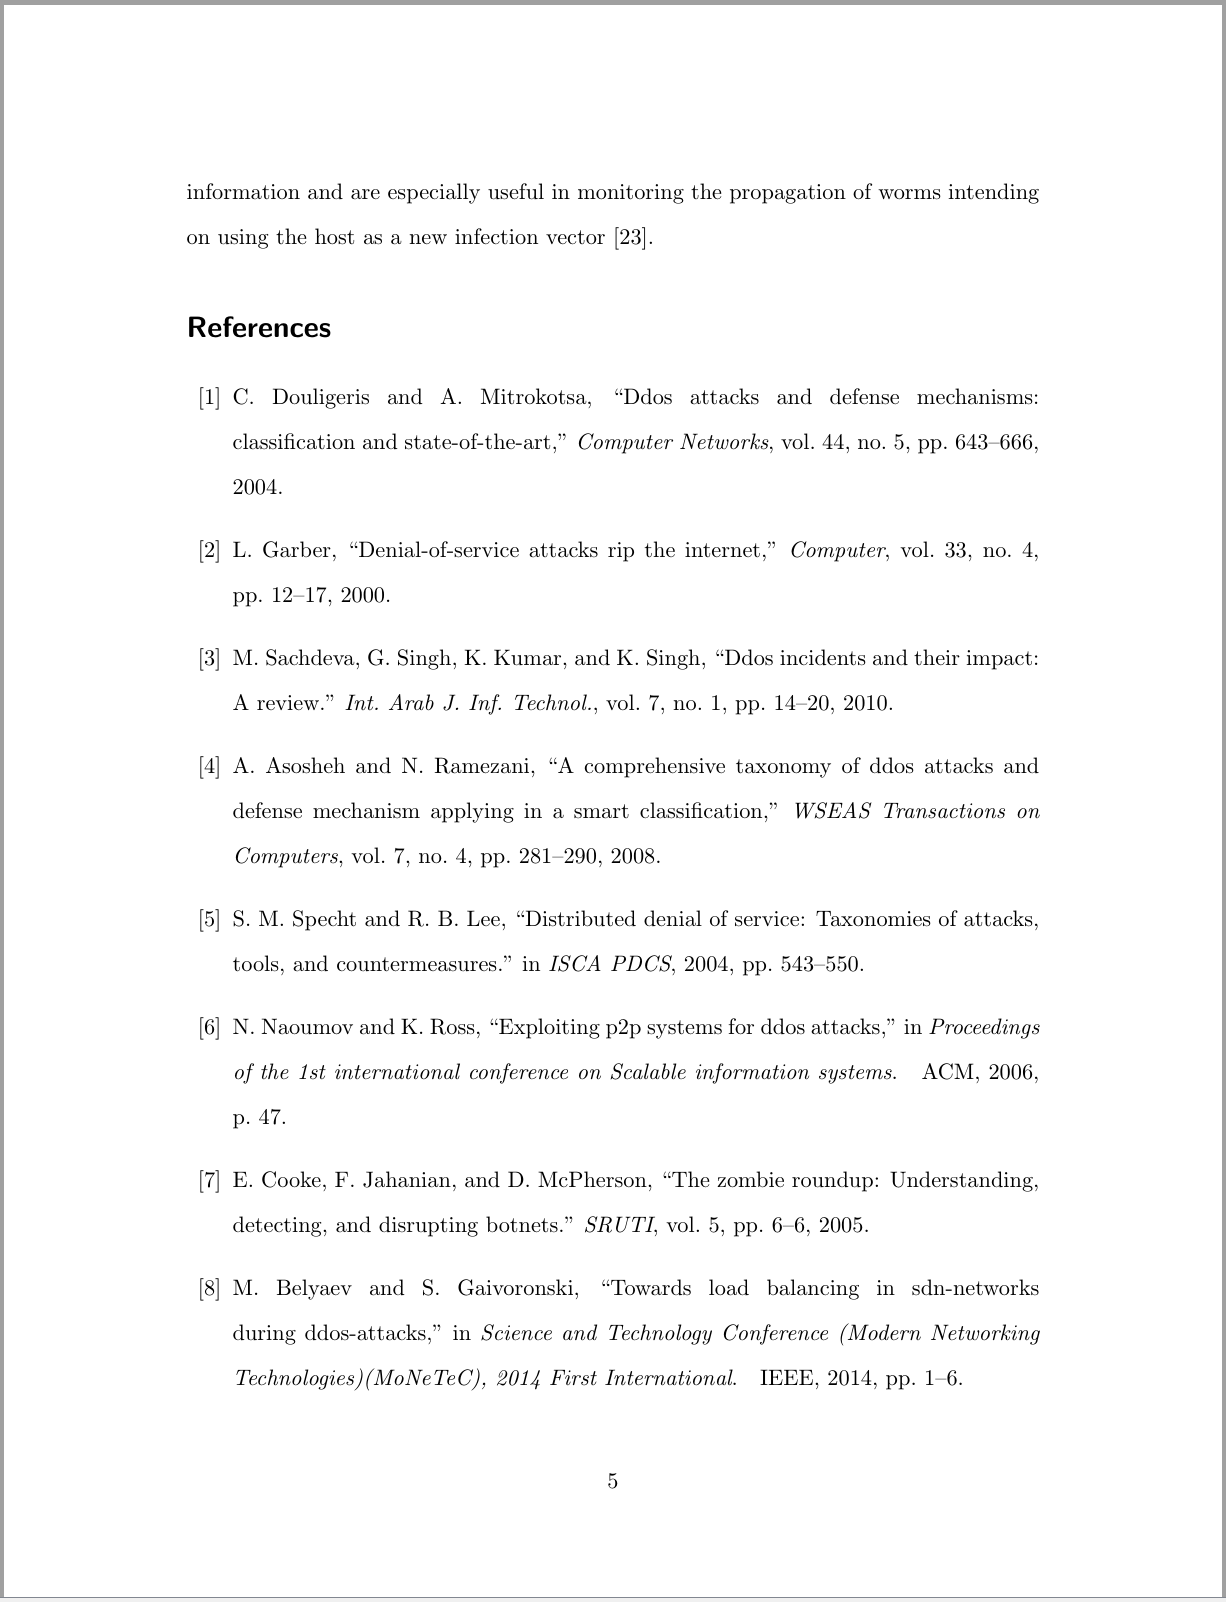 information and are especially useful in monitoring the propagation of worms intending
on using the host as a new infection vector [23].
References
[1] C. Douligeris and A. Mitrokotsa, “Ddos attacks and defense mechanisms:
classification and state-of-the-art,” Computer Networks, vol. 44, no. 5, pp. 643–666,
2004.
[2] L. Garber, “Denial-of-service attacks rip the internet,” Computer, vol. 33, no. 4,
pp. 12–17, 2000.
[3] M. Sachdeva, G. Singh, K. Kumar, and K. Singh, “Ddos incidents and their impact:
A review.” Int. Arab J. Inf. Technol., vol. 7, no. 1, pp. 14–20, 2010.
[4] A. Asosheh and N. Ramezani, “A comprehensive taxonomy of ddos attacks and
defense mechanism applying in a smart classification,” WSEAS Transactions on
Computers, vol. 7, no. 4, pp. 281–290, 2008.
[5] S. M. Specht and R. B. Lee, “Distributed denial of service: Taxonomies of attacks,
tools, and countermeasures.” in ISCA PDCS, 2004, pp. 543–550.
[6] N. Naoumov and K. Ross, “Exploiting p2p systems for ddos attacks,” in Proceedings
of the 1st international conference on Scalable information systems. ACM, 2006,
p. 47.
[7] E. Cooke, F. Jahanian, and D. McPherson, “The zombie roundup: Understanding,
detecting, and disrupting botnets.” SRUTI, vol. 5, pp. 6–6, 2005.
[8] M. Belyaev and S. Gaivoronski, “Towards load balancing in sdn-networks
during ddos-attacks,” in Science and Technology Conference (Modern Networking
Technologies)(MoNeTeC), 2014 First International. IEEE, 2014, pp. 1–6.
5